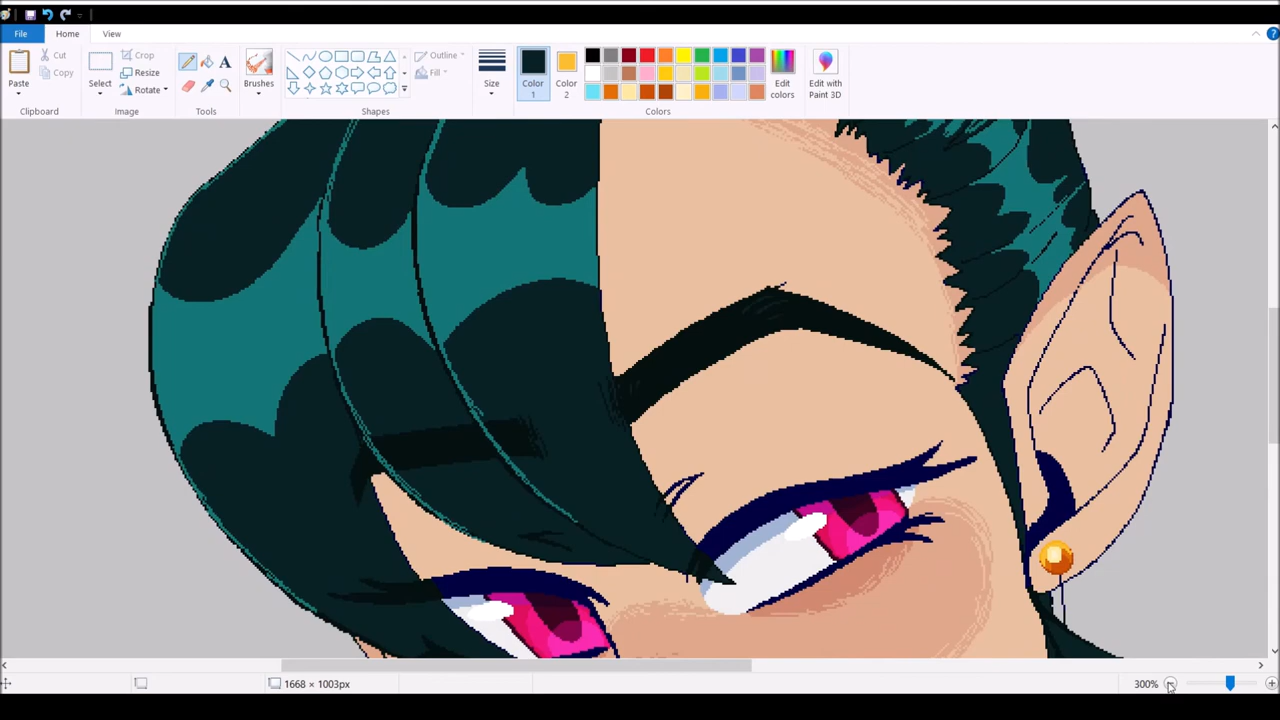 File Home View
Paste Cut Copy
Clipboard
Select Crop Resize Rotate
Image
A
Tools
Brushes
Outline Fill
Shapes
Size
Color 1
Color 2
Edit colors
Colors
Edit with Paint 3D
1668 × 1003px
300%